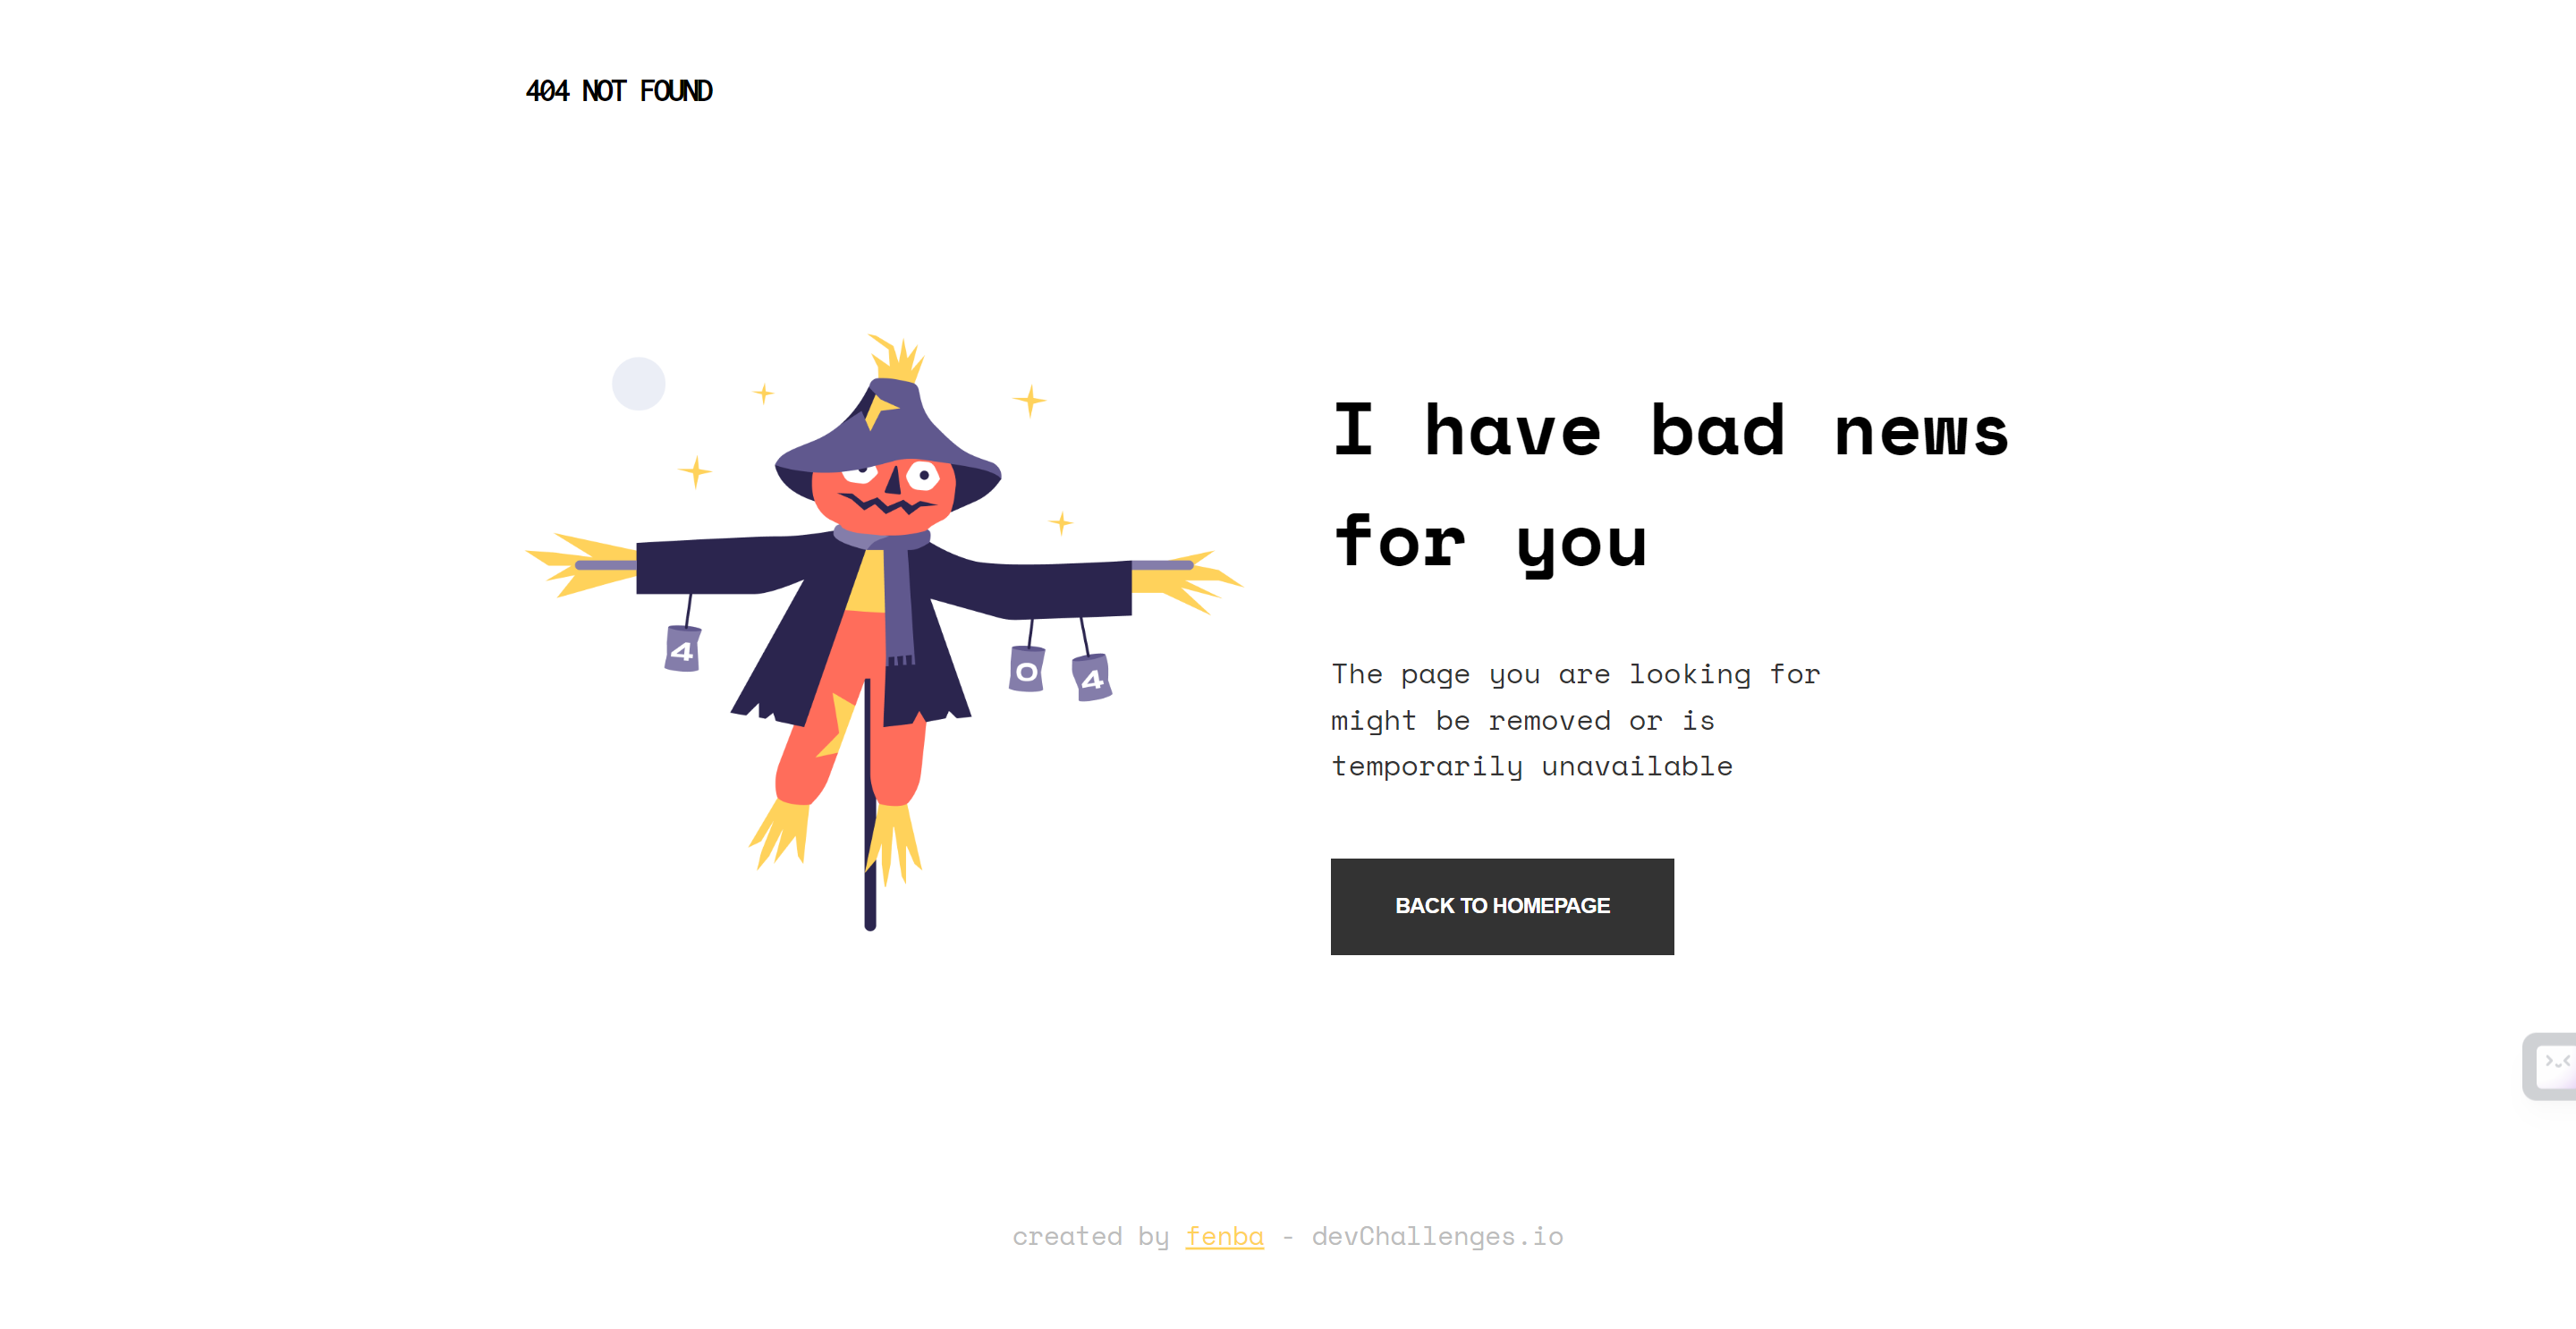 404 NOT FOUND
I have bad news
for you
4
0
4
The page you are looking for
might be removed or is
temporarily unavailable
BACK TO HOMEPAGE
created by fenba - devChallenges.io